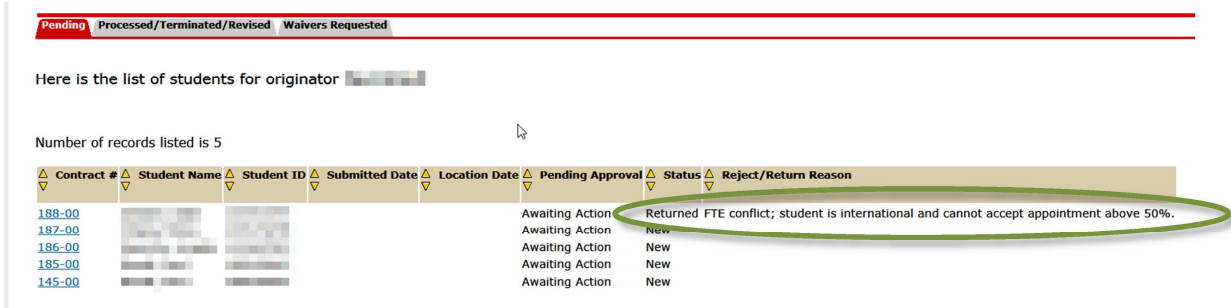 Pending Processed/Terminated/Revised Waivers Requested
Here is the list of students for originator
Number of records listed is 5
Contract # Student Name Student ID Submitted Date Location Date Pending Approval Status Reject/Return Reason
188-00 Awaiting Action Returned FTE conflict; student is international and cannot accept appointment above 50%.
187-00 Awaiting Action New
186-00 Awaiting Action New
185-00 Awaiting Action New
145-00 Awaiting Action New